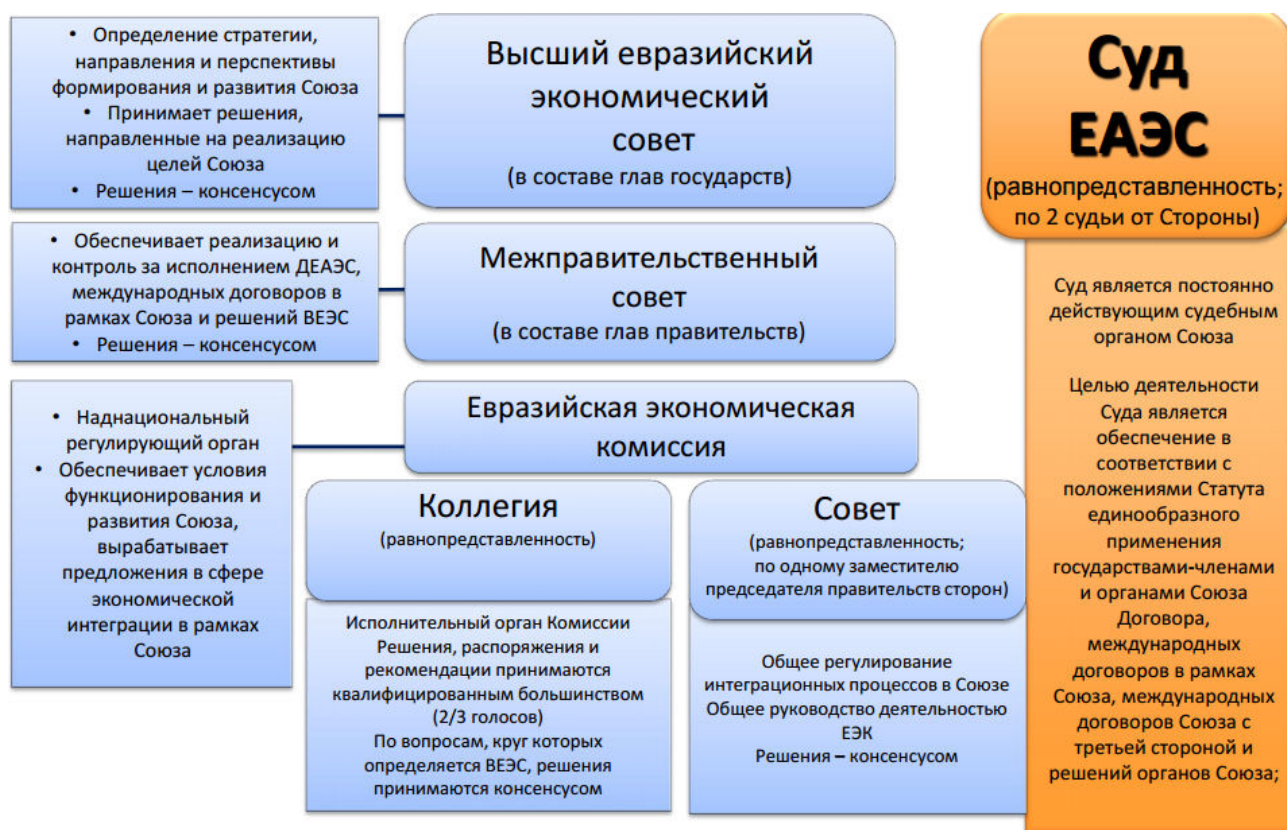 • Определение стратегии,
направления и перспективы
формирования и развития Союза
• Принимает решения,
направленные на реализацию
целей Союза
• Решения – консенсусом
Высший евразийский
экономический
совет
(в составе глав государств)
• Обеспечивает реализацию и
контроль за исполнением ДЕАЭС,
международных договоров в
рамках Союза и решений ВЕЭС
• Решения – консенсусом
Межправительственный
совет
(в составе глав правительств)
• Наднациональный
регулирующий орган
• Обеспечивает условия
функционирования и
развития Союза,
вырабатывает
предложения в сфере
экономической
интеграции в рамках
Союза
Евразийская экономическая
комиссия
Коллегия
(равнопредставленность)
Исполнительный орган Комиссии
Решения, распоряжения и
рекомендации принимаются
квалифицированным большинством
(2/3 голосов)
По вопросам, круг которых
определяется ВЕЭС, решения
принимаются консенсусом
Совет
(равнопредставленность;
по одному заместителю
председателя правительств сторон)
Общее регулирование
интеграционных процессов в Союзе
Общее руководство деятельностью
ЕЭК
Решения – консенсусом
Суд
ЕАЭС
(равнопредставленность;
по 2 судьи от Стороны)
Суд является постоянно
действующим судебным
органом Союза
Целью деятельности
Суда является
обеспечение в
соответствии с
положениями Статута
единообразного
применения
государствами-членами
и органами Союза
Договора,
международных
договоров в рамках
Союза, международных
договоров Союза с
третьей стороной и
решений органов Союза;